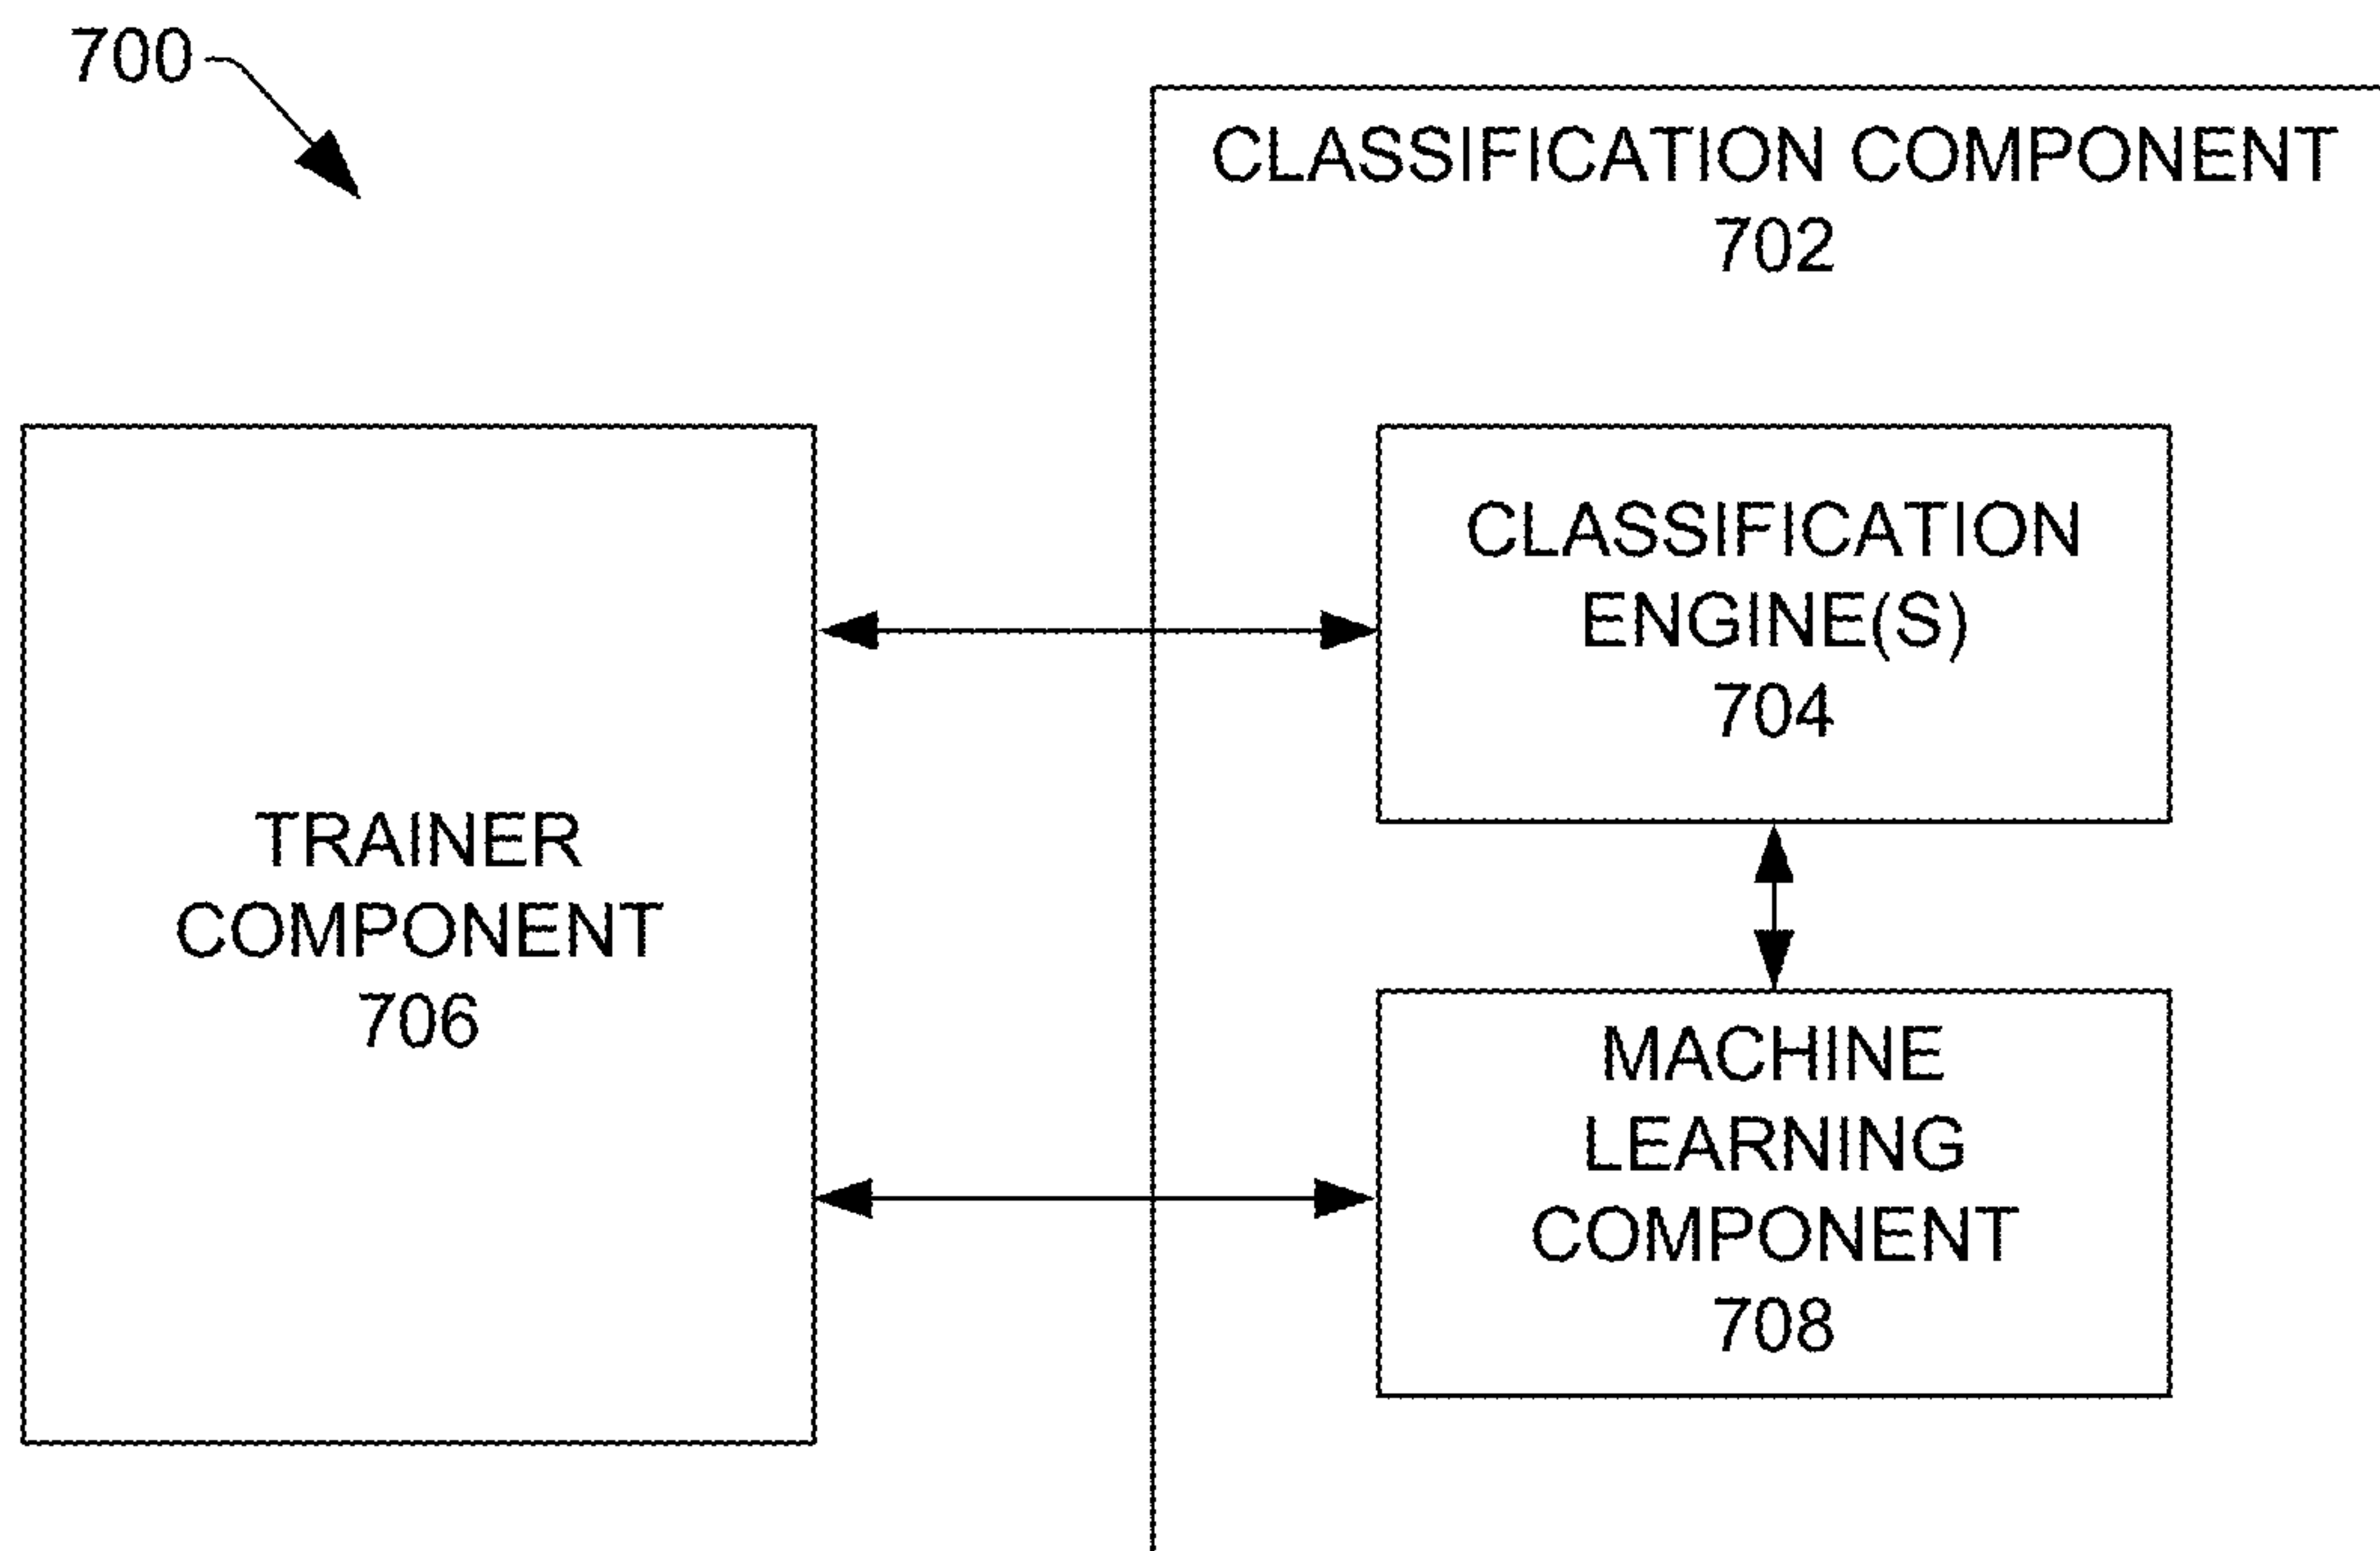 700
CLASSIFICATION COMPONENT
702
CLASSIFICATION
ENGINE(S)
704
TRAINER
COMPONENT
706
MACHINE
LEARNING
COMPONENT
708